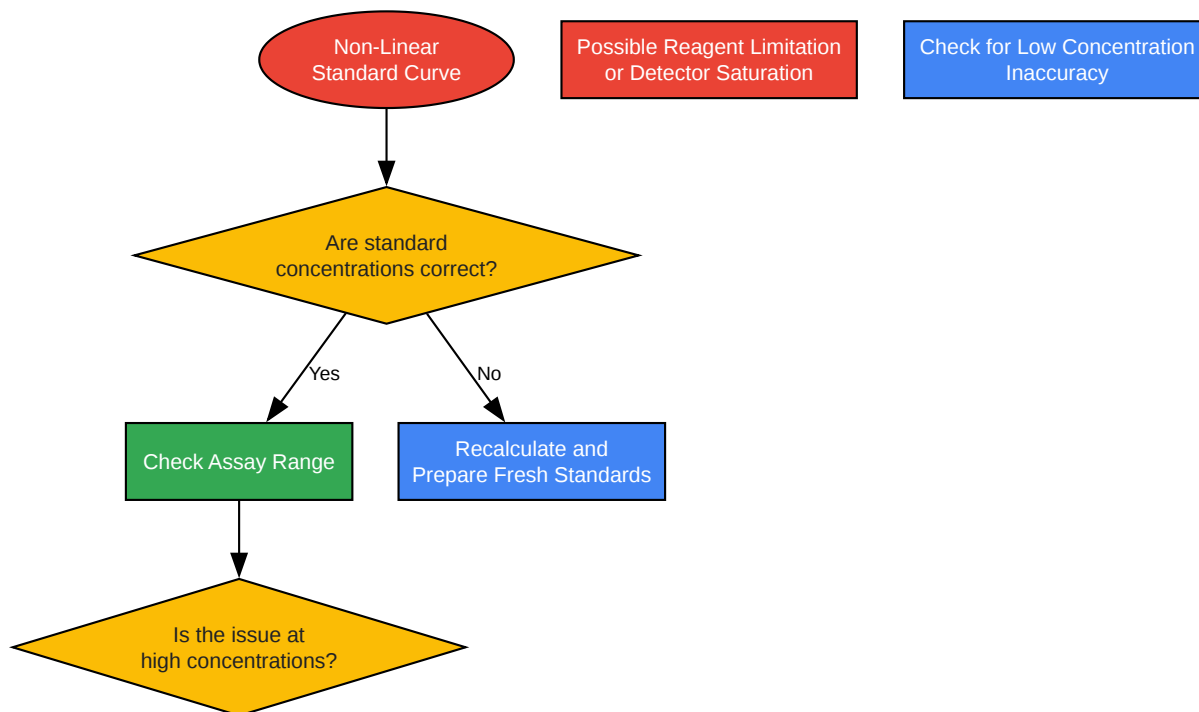 Non-Linear
Standard Curve
Possible Reagent Limitation
or Detector Saturation
Check for Low Concentration
Inaccuracy
Are standard
concentrations correct?
Yes
No
Check Assay Range
Recalculate and
Prepare Fresh Standards
Is the issue at
high concentrations?